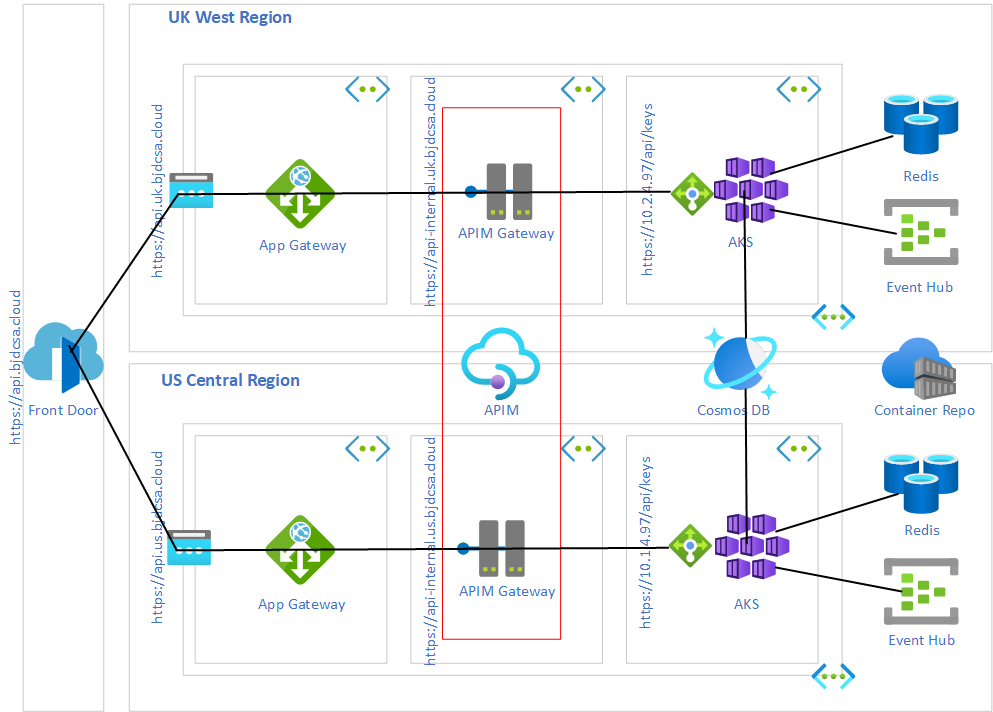 UK West Region
https://api.bjdcsa.cloud
Front Door
https://api.uk.bjdcsa.cloud
App Gateway
https://api-internal.uk.bjdcsa.cloud
APIM Gateway
https://10.2.4.97/api/keys
AKS
Redis
Event Hub
APIM
Cosmos DB
Container Repo
US Central Region
https://api.us.bjdcsa.cloud
App Gateway
https://api-internal.us.bjdcsa.cloud
APIM Gateway
https://10.1.4.97/api/keys
AKS
Redis
Event Hub